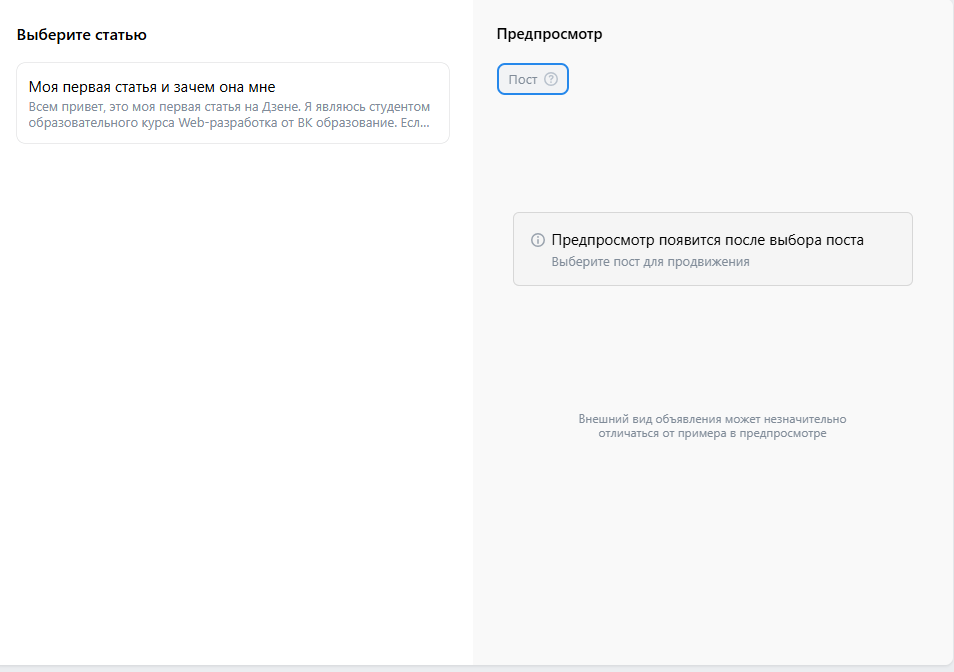 Выберите статью
Моя первая статья и зачем она мне
Всем привет, это моя первая статья на Дзене. Я являюсь студентом
образовательного курса Web-разработка от ВК образование. Есл...
Предпросмотр
Пост
Предпросмотр появится после выбора поста
Выберите пост для продвижения
Внешний вид объявления может незначительно
отличаться от примера в предпросмотре